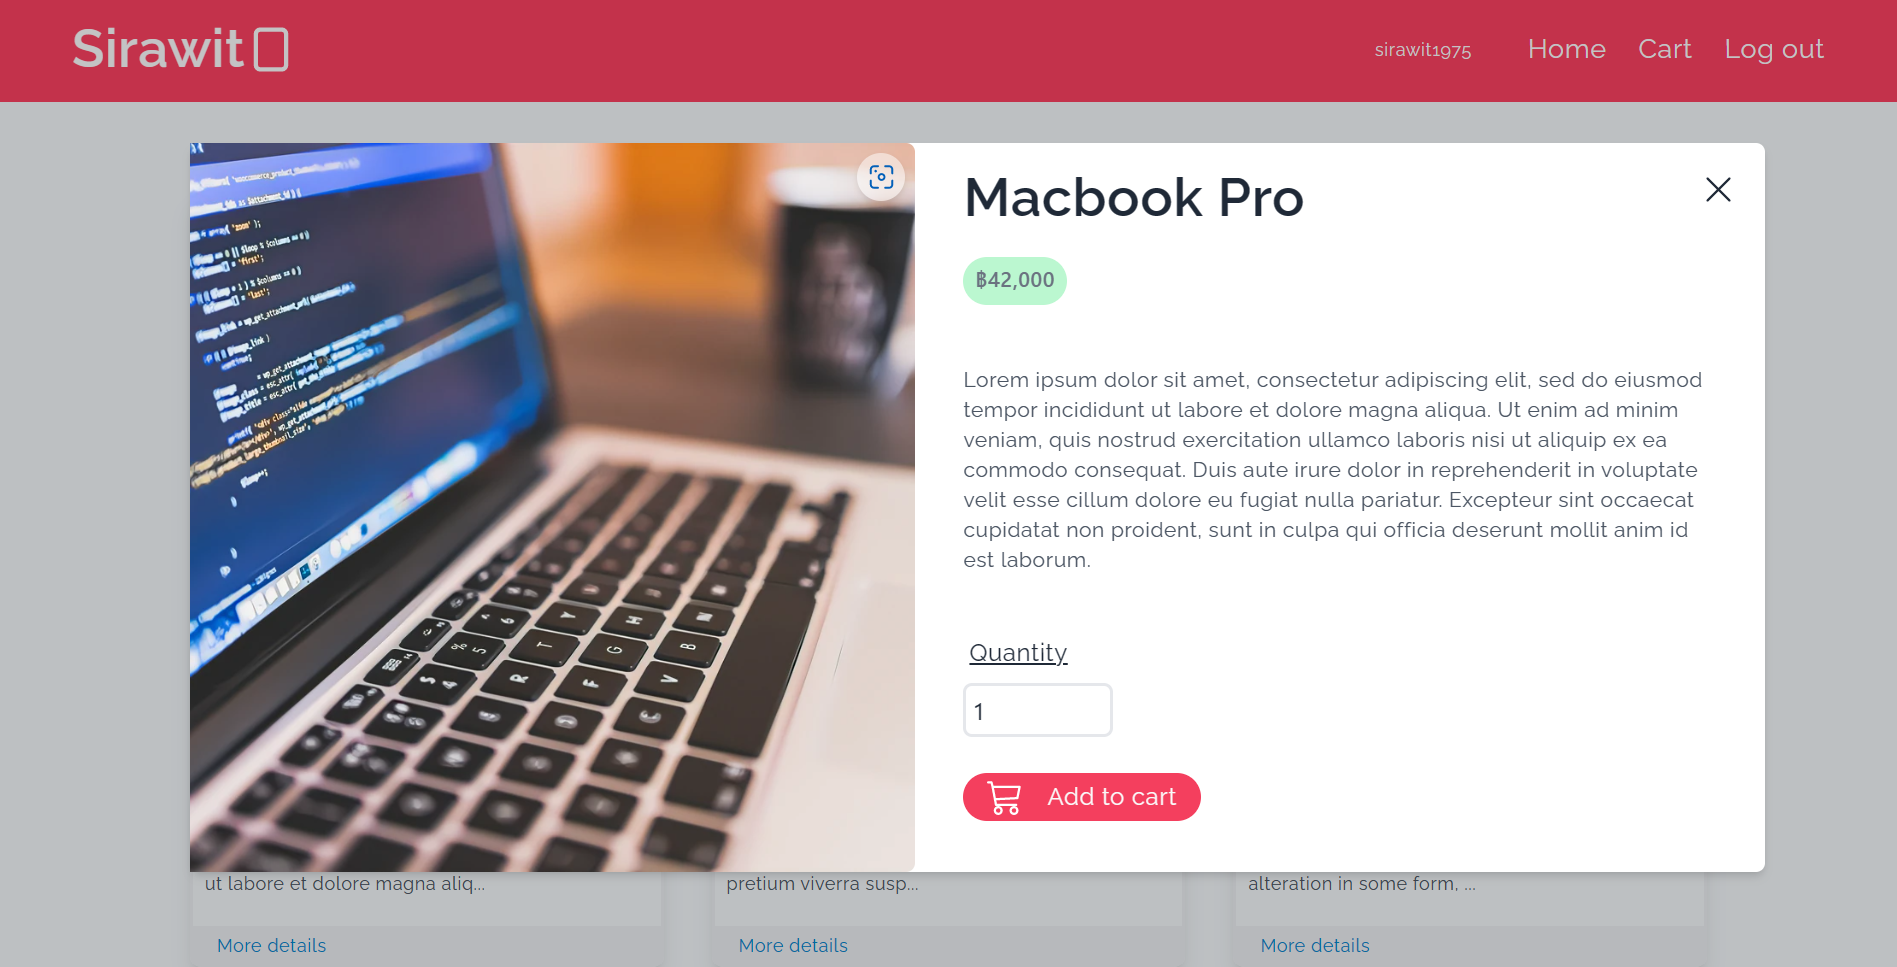 Sirawit
sirawit1975
Home
Cart
Log out
Macbook Pro
฿42,000
Lorem ipsum dolor sit amet, consectetur adipiscing elit, sed do eiusmod
tempor incididunt ut labore et dolore magna aliqua. Ut enim ad minim
veniam, quis nostrud exercitation ullamco laboris nisi ut aliquip ex ea
commodo consequat. Duis aute irure dolor in reprehenderit in voluptate
velit esse cillum dolore eu fugiat nulla pariatur. Excepteur sint occaecat
cupidatat non proident, sunt in culpa qui officia deserunt mollit anim id
est laborum.
Quantity
1
Add to cart
ut labore et dolore magna aliq...
pretium viverra susp...
alteration in some form, ...
More details
More details
More details